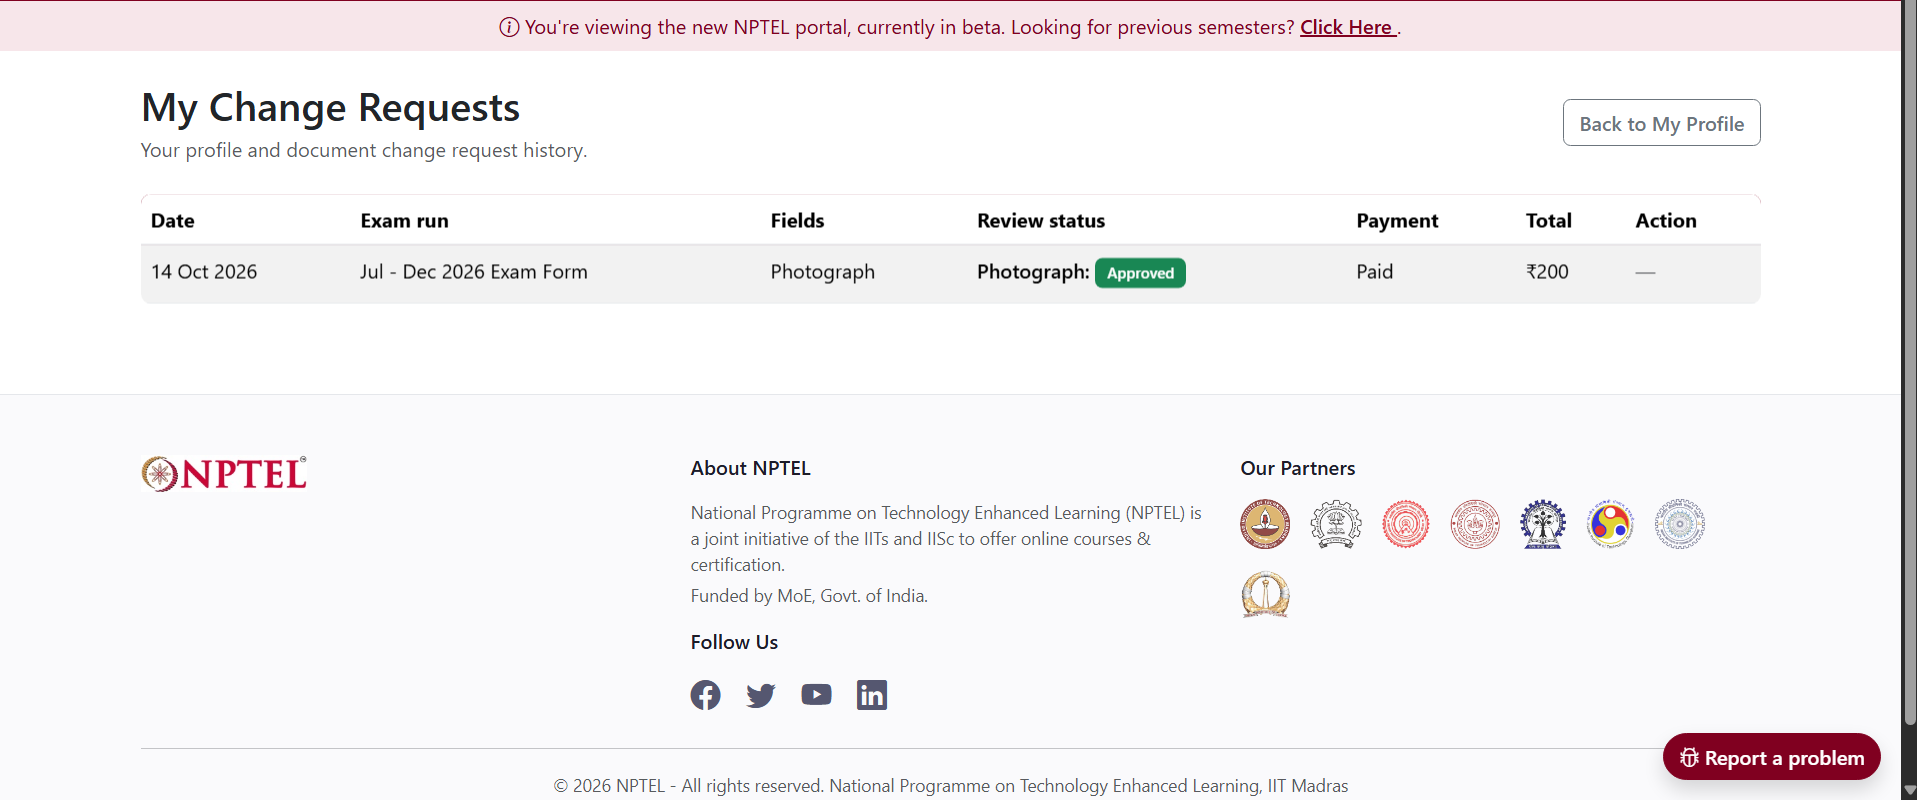 You're viewing the new NPTEL portal, currently in beta. Looking for previous semesters? Click Here .
My Change Requests
Back to My Profile
Your profile and document change request history.
Date Exam run Fields Review status Payment Total Action
14 Oct 2026 Jul - Dec 2026 Exam Form Photograph Photograph: Approved Paid ₹200 —
NPTEL
About NPTEL
National Programme on Technology Enhanced Learning (NPTEL) is
a joint initiative of the IITs and IISc to offer online courses &
certification.
Funded by MoE, Govt. of India.
Follow Us
Our Partners
Report a problem
© 2026 NPTEL - All rights reserved. National Programme on Technology Enhanced Learning, IIT Madras